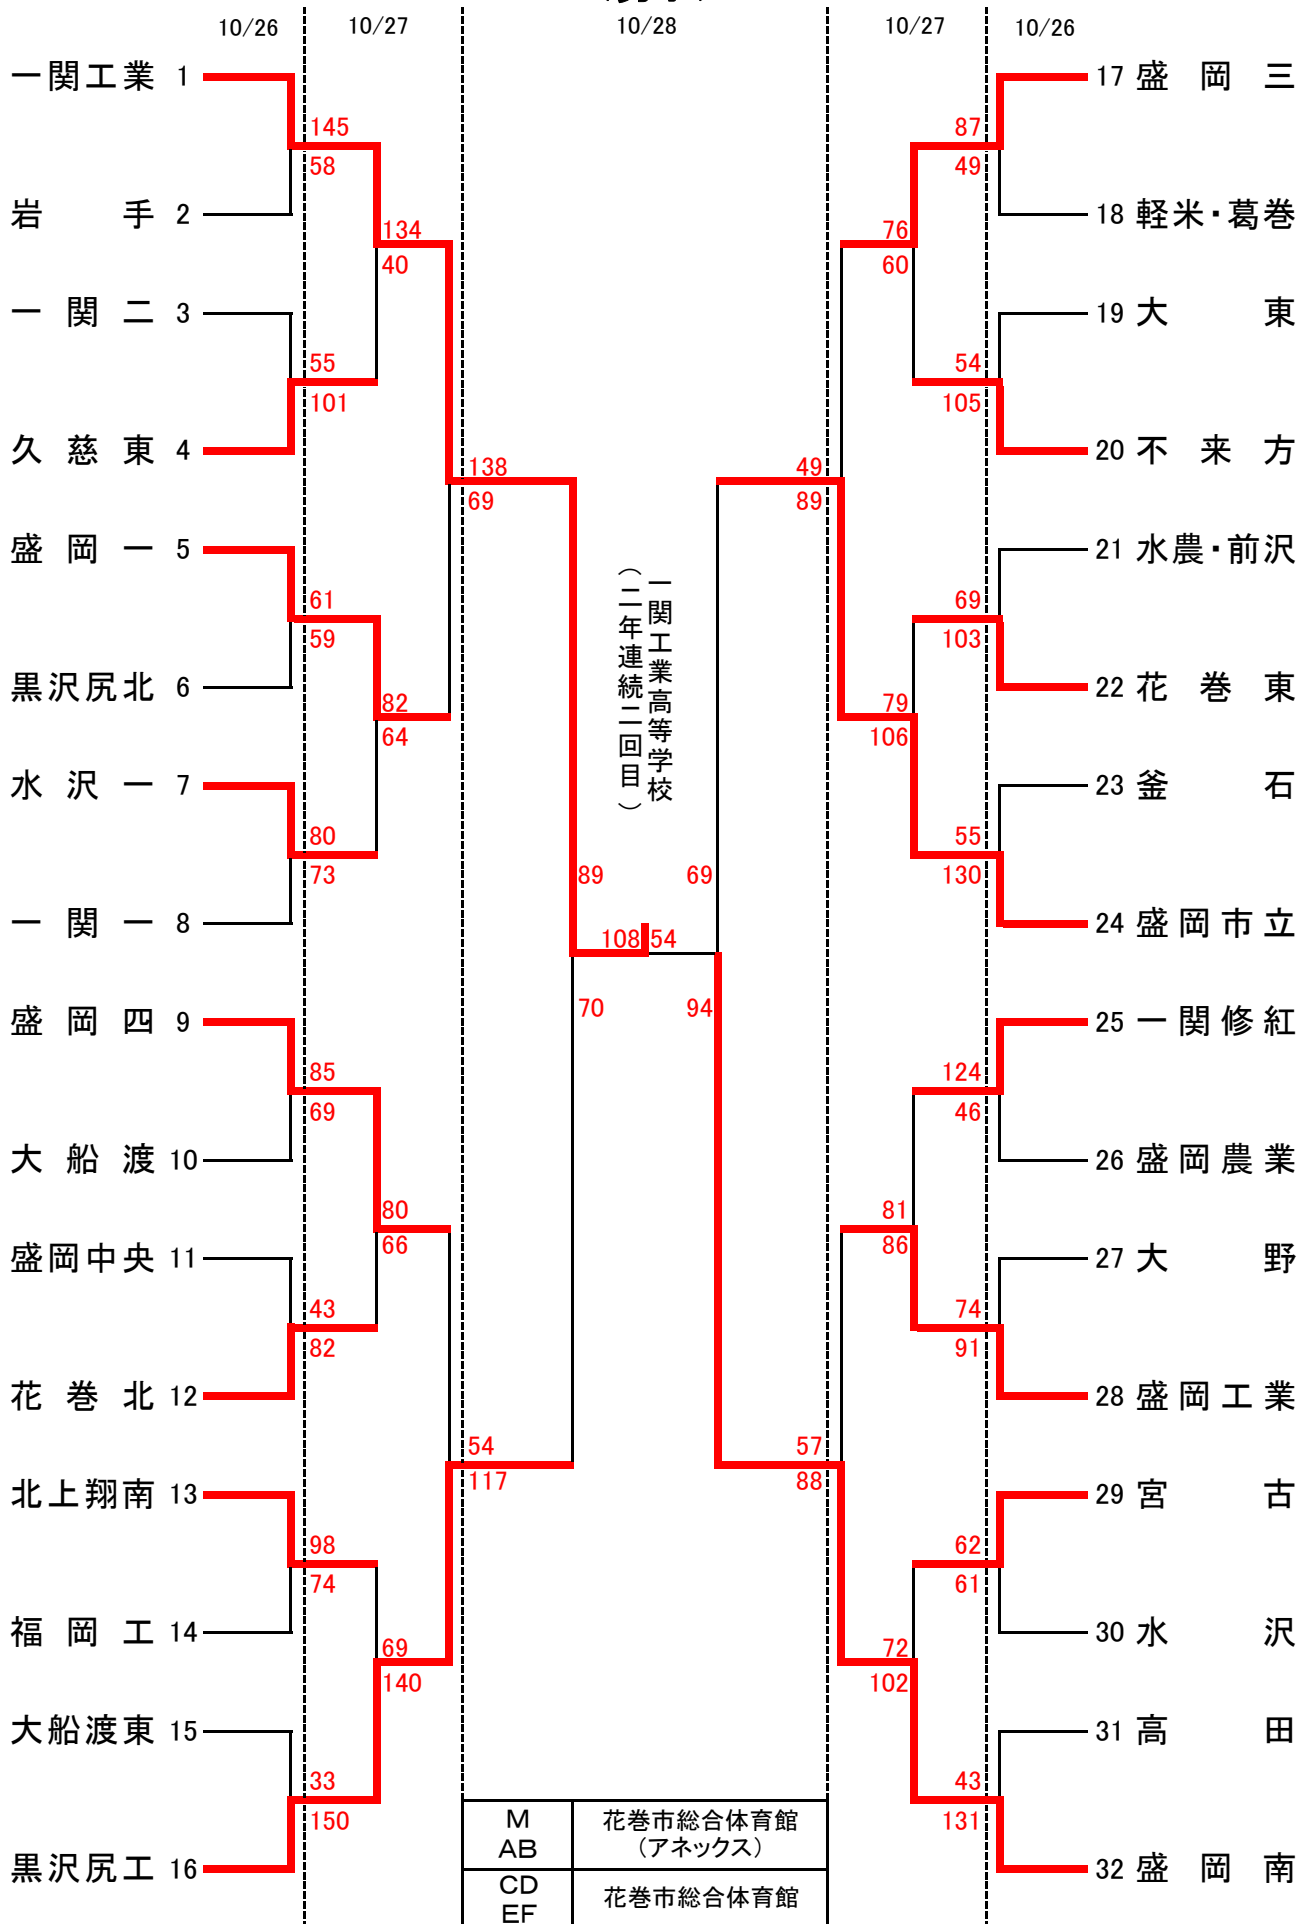 10/26 10/27 10/28 10/27 10/26
一関工業 1
17 盛岡三
145
87
58
49
岩手 2
18 軽米・葛巻
134
76
40
60
一関二 3
19 大東
55
54
101
105
久慈東 4
20 不来方
138
49
69
89
盛岡一 5
21 水農・前沢
一関工業高等学校
(二年連続二回目)
61
69
59
103
黒沢尻北 6
22 花巻東
82
79
64
106
水沢一 7
23 釜石
80
55
73
130
89
69
一関一 8
24 盛岡市立
108 54
70
94
盛岡四 9
25 一関修紅
85
124
69
46
大船渡 10
26 盛岡農業
80
81
66
86
盛岡中央 11
27 大野
43
74
82
91
花巻北 12
28 盛岡工業
54
57
117
88
北上翔南 13
29 宮古
98
62
74
61
福岡工 14
30 水沢
69
72
140
102
大船渡東 15
31 高田
33
43
150
131
黒沢尻工 16
32 盛岡南
M
AB
花巻市総合体育館
(アネックス)
CD
EF
花巻市総合体育館